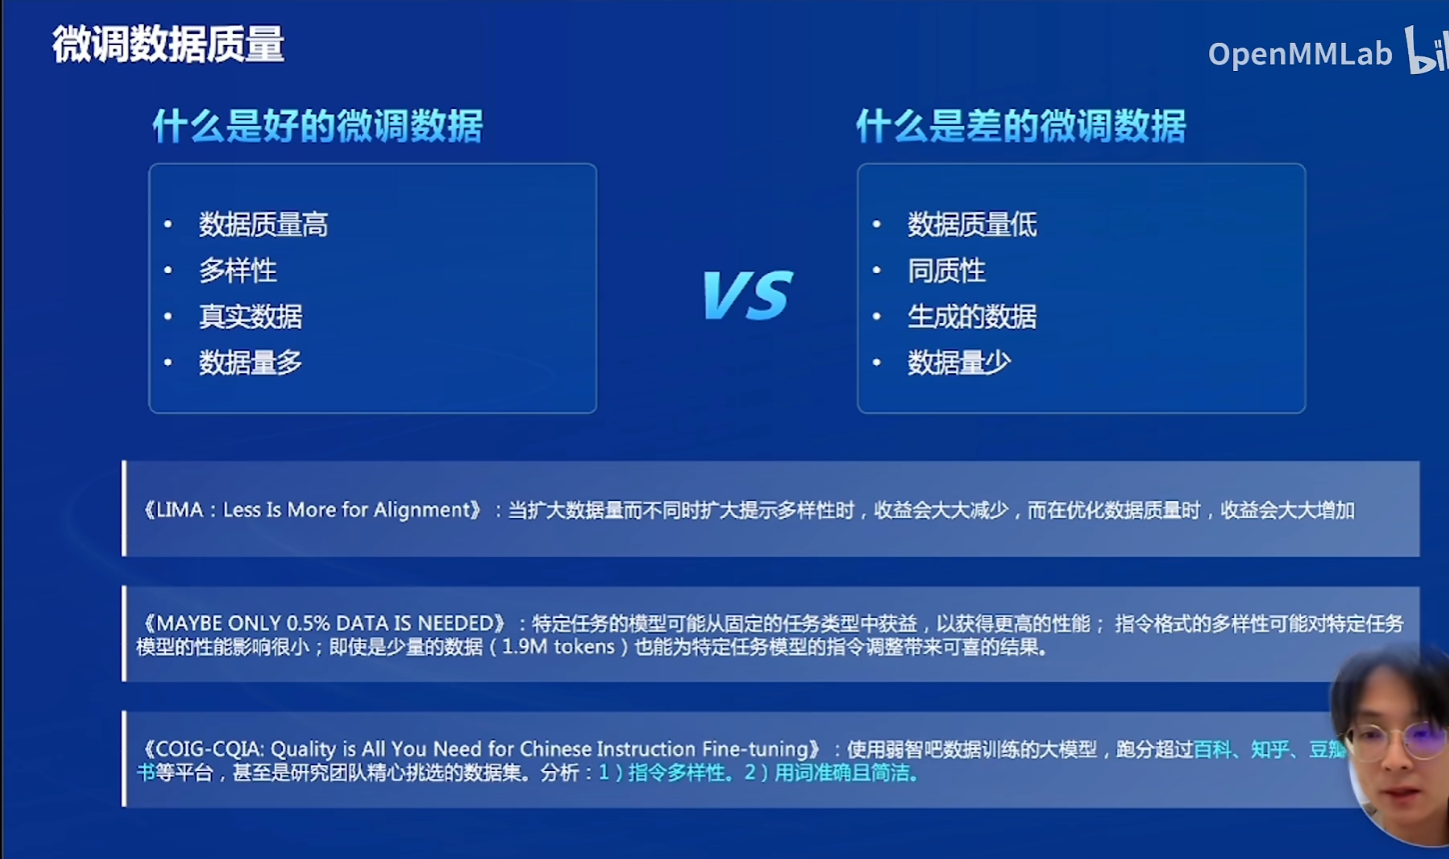 微调数据质量
OpenMMLab
什么是好的微调数据
什么是差的微调数据
• 数据质量高
• 多样性
• 真实数据
• 数据量多
VS
• 数据质量低
• 同质性
• 生成的数据
• 数据量少
《LIMA：Less Is More for Alignment》：当扩大数据量而不同时扩大提示多样性时，收益会大大减少，而在优化数据质量时，收益会大大增加
《MAYBE ONLY 0.5% DATA IS NEEDED》：特定任务的模型可能从固定的任务类型中获益，以获得更高的性能； 指令格式的多样性可能对特定任务
模型的性能影响很小；即使是少量的数据（1.9M tokens）也能为特定任务模型的指令调整带来可喜的结果。
《COIG-CQIA: Quality is All You Need for Chinese Instruction Fine-tuning》：使用弱智吧数据训练的大模型，跑分超过百科、知乎、豆瓣
书等平台，甚至是研究团队精心挑选的数据集。分析：1）指令多样性。2）用词准确且简洁。